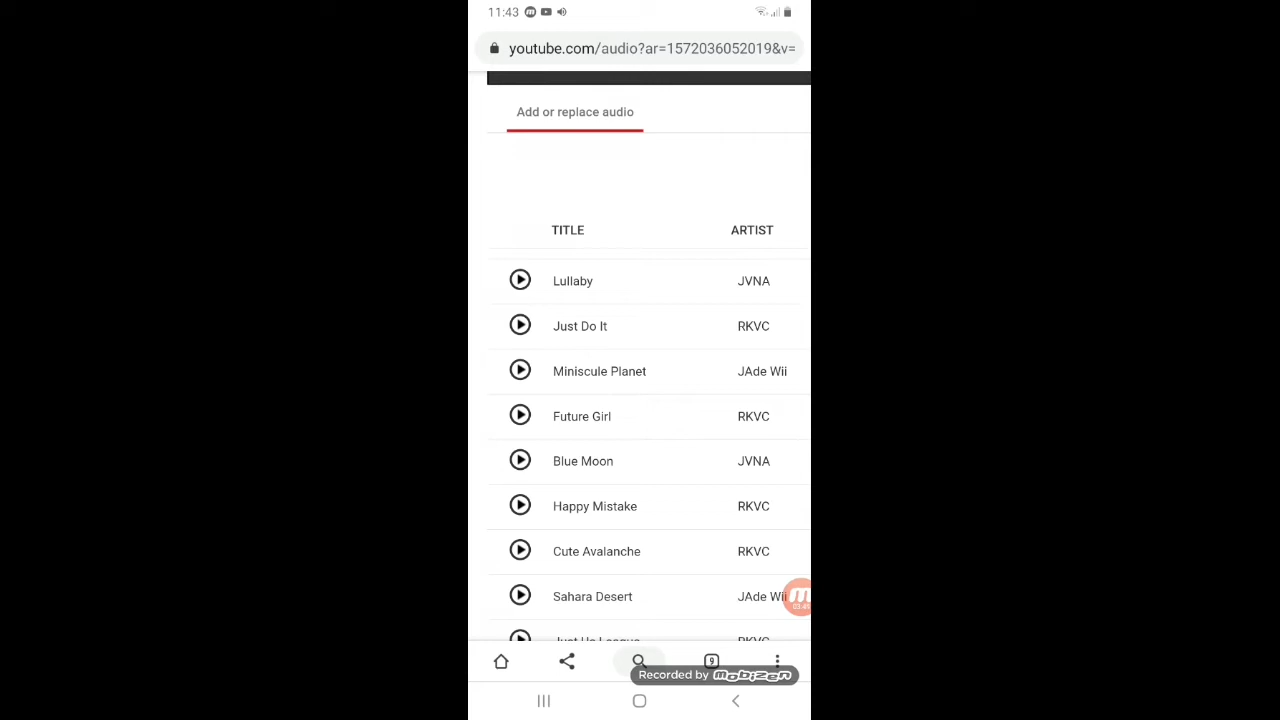 11:43
youtube.com/audio?ar=1572036052019&v=
Add or replace audio
TITLE ARTIST
Lullaby JVNA
Just Do It RKVC
Miniscule Planet JAde Wii
Future Girl RKVC
Blue Moon JVNA
Happy Mistake RKVC
Cute Avalanche RKVC
Sahara Desert JAde Wii
RKVC
9
Recorded by mobizen